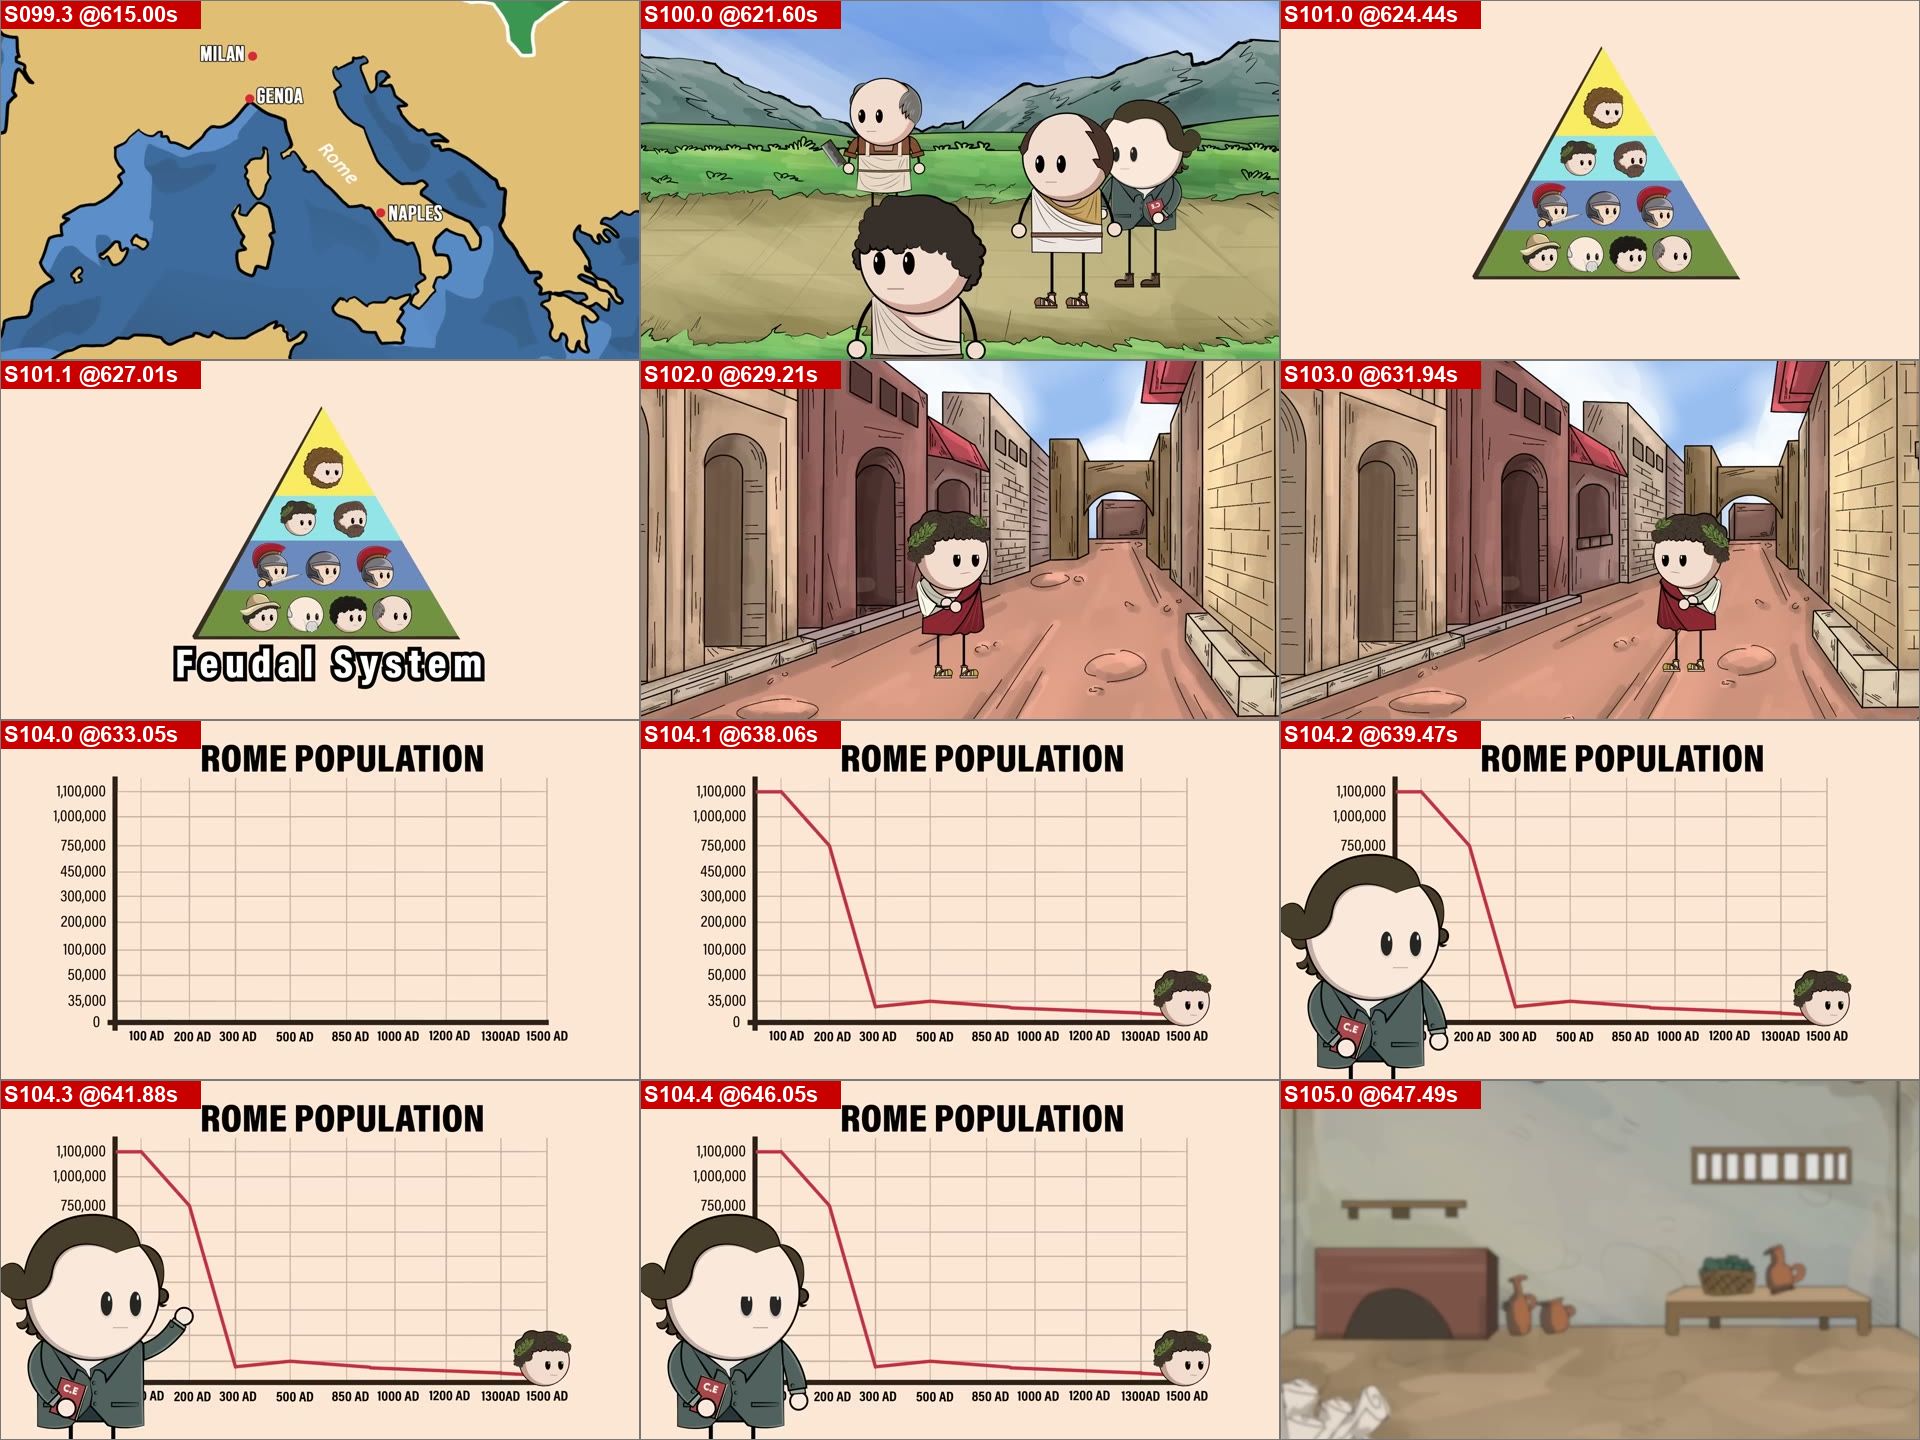 S099.3 @615.00s
MILAN
GENOA
Rome
NAPLES
S100.0 @621.60s
S101.0 @624.44s
S101.1 @627.01s
Feudal System
S102.0 @629.21s
S103.0 @631.94s
S104.0 @633.05s
ROME POPULATION
1,100,000
1,000,000
750,000
450,000
300,000
200,000
100,000
50,000
35,000
0
100 AD 200 AD 300 AD 500 AD 850 AD 1000 AD 1200 AD 1300AD 1500 AD
S104.1 @638.06s
ROME POPULATION
1,100,000
1,000,000
750,000
450,000
300,000
200,000
100,000
50,000
35,000
0
100 AD 200 AD 300 AD 500 AD 850 AD 1000 AD 1200 AD 1300AD 1500 AD
S104.2 @639.47s
ROME POPULATION
1,100,000
1,000,000
750,000
C.E
200 AD 300 AD 500 AD 850 AD 1000 AD 1200 AD 1300AD 1500 AD
S104.3 @641.88s
ROME POPULATION
1,100,000
1,000,000
750,000
C.E
AD 200 AD 300 AD 500 AD 850 AD 1000 AD 1200 AD 1300AD 1500 AD
S104.4 @646.05s
ROME POPULATION
1,100,000
1,000,000
750,000
C.E
200 AD 300 AD 500 AD 850 AD 1000 AD 1200 AD 1300AD 1500 AD
S105.0 @647.49s